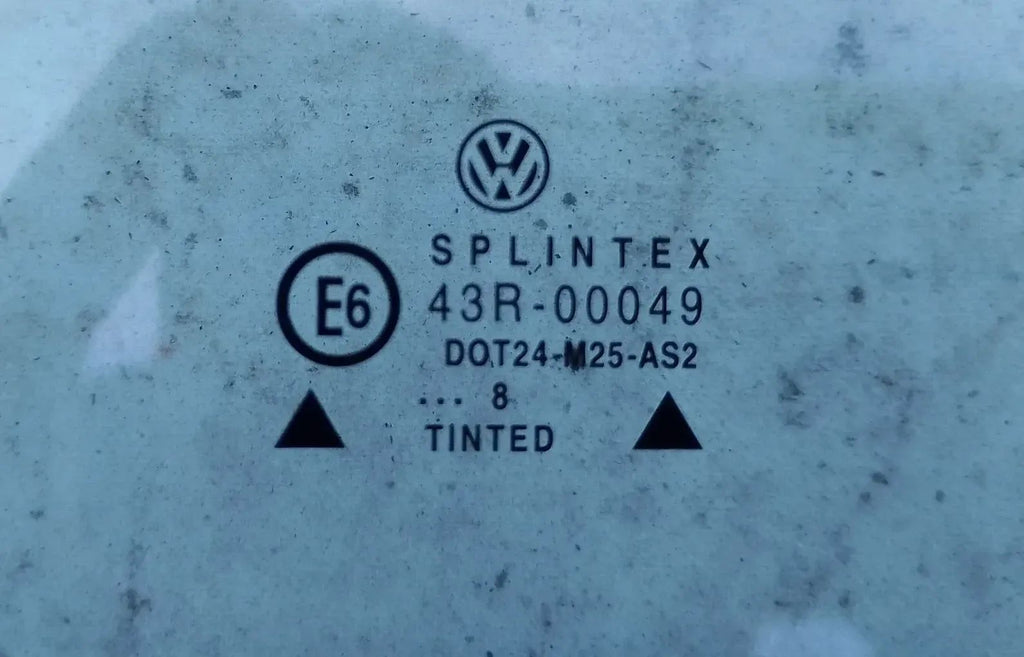 SPLINTEX
E6
43R-00049
DOT24-M25-AS2
... 8
TINTED